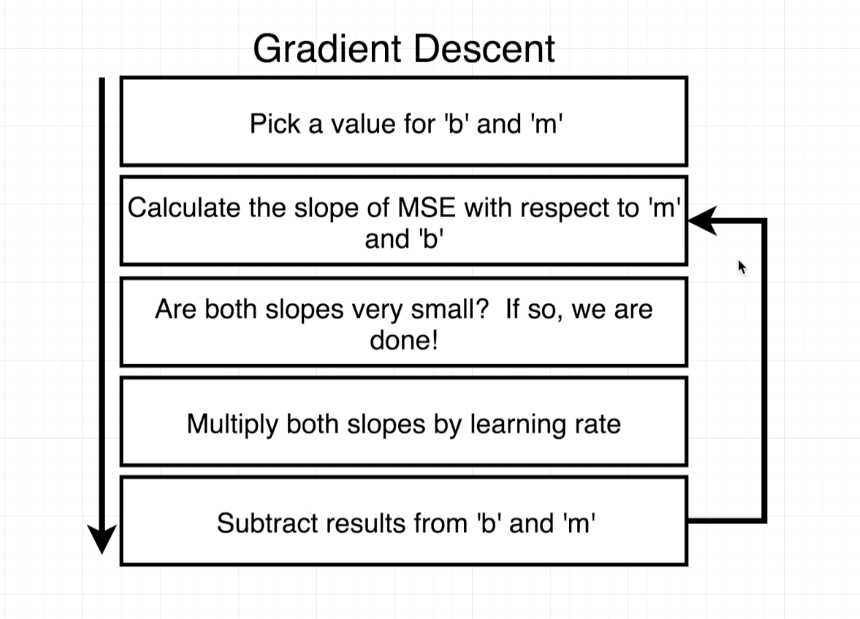 Gradient Descent
Pick a value for 'b' and 'm'
Calculate the slope of MSE with respect to 'm'
and 'b'
Are both slopes very small?  If so, we are
done!
Multiply both slopes by learning rate
Subtract results from 'b' and 'm'